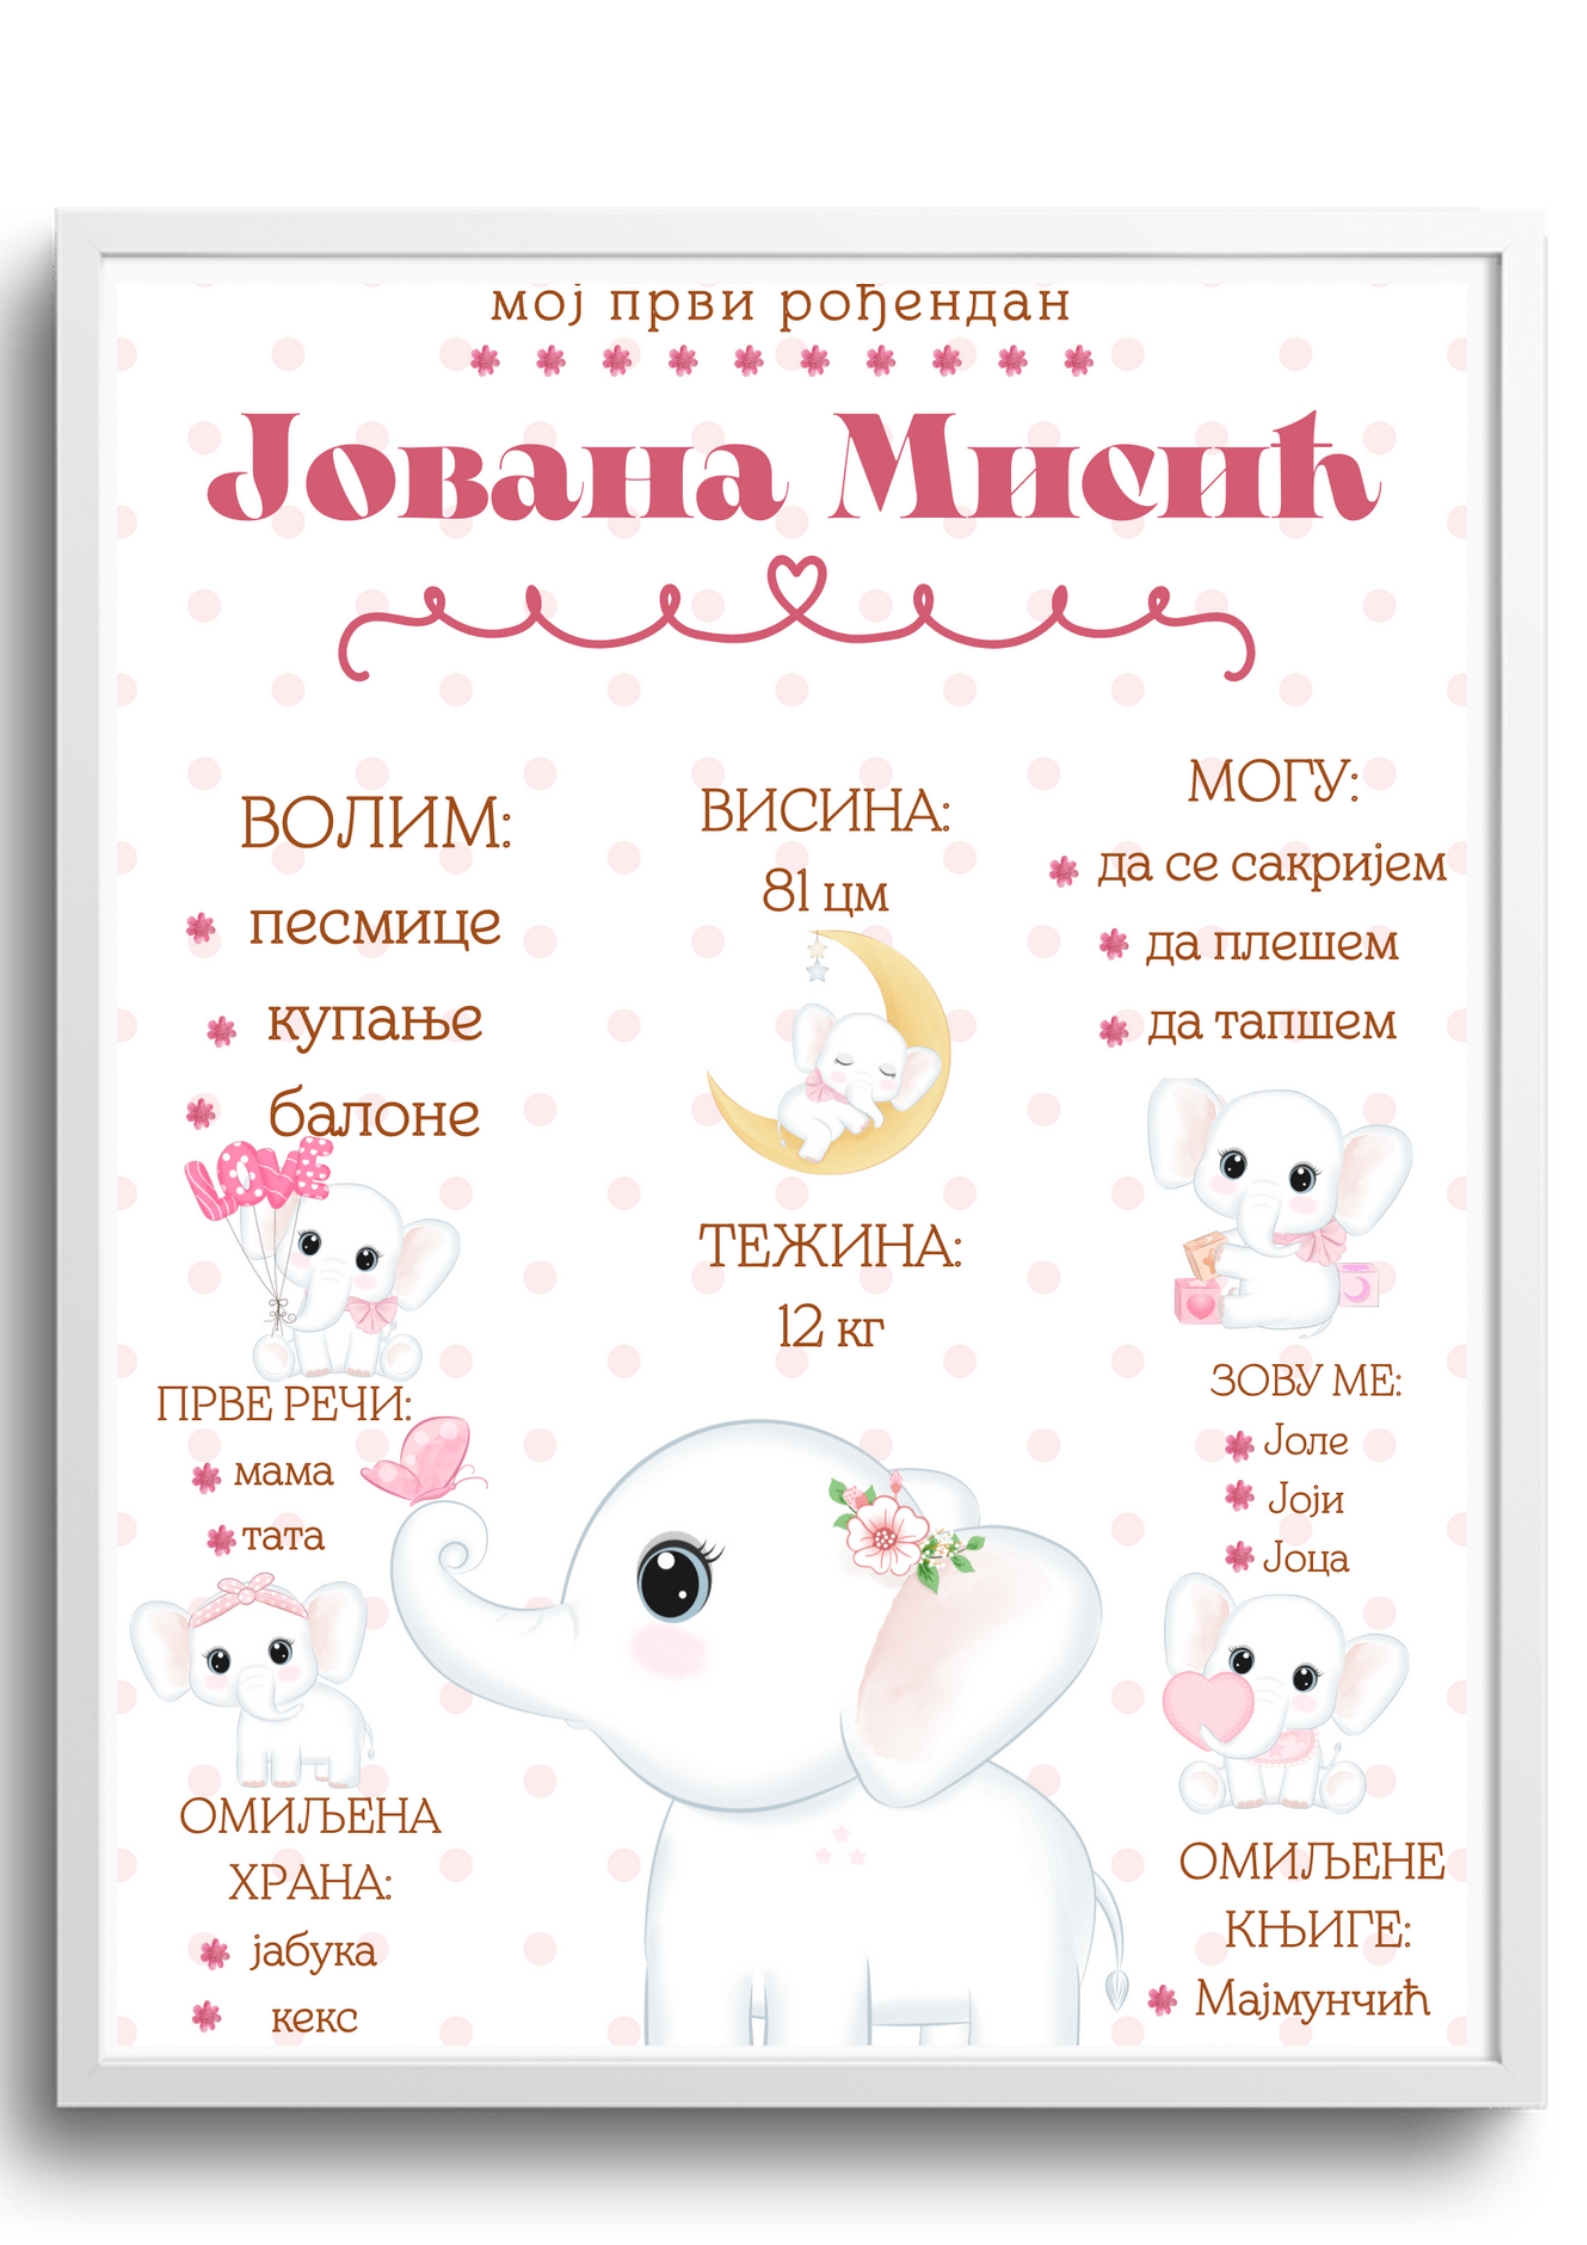 мој први рођендан
Јована Мисић
ВОЛИМ:
песмице
купање
балоне
LOVE
ВИСИНА:
81 цм
ТЕЖИНА:
12 кг
МОГУ:
да се сакријем
да плешем
да тапшем
ПРВЕ РЕЧИ:
мама
тата
ЗОВУ МЕ:
Јоле
Јоји
Јоца
ОМИЉЕНА
ХРАНА:
јабука
кекс
ОМИЉЕНЕ
КЊИГЕ:
Мајмунчић